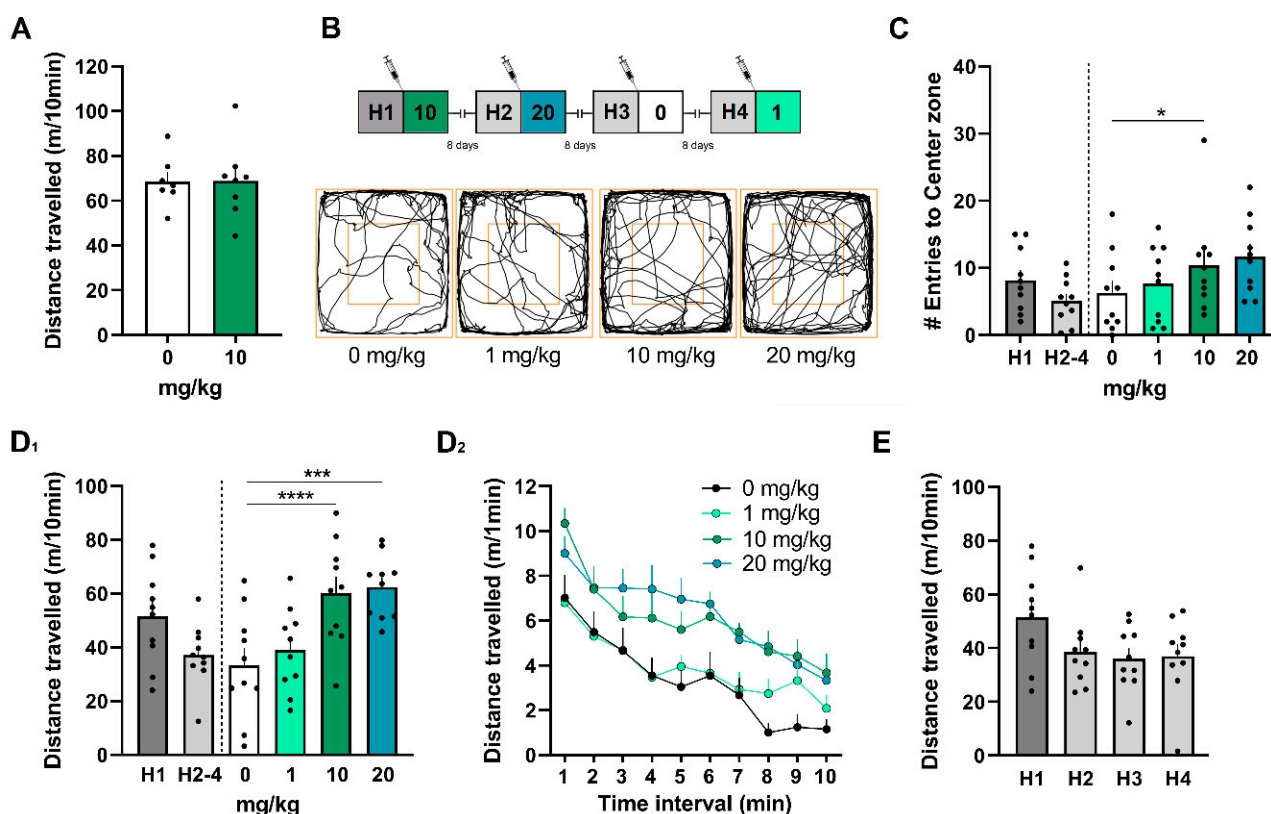 A
Distance travelled (m/10min)
120
100
80
60
40
20
0
0 10
mg/kg
B
H1 10 H2 20 H3 0 H4 1
8 days 8 days 8 days
0 mg/kg 1 mg/kg 10 mg/kg 20 mg/kg
C
# Entries to Center zone
40
30
20
10
0
*
H1 H2-4 0 1 10 20
mg/kg
D₁
Distance travelled (m/10min)
100
80
60
40
20
0
***
****
H1 H2-4 0 1 10 20
mg/kg
D₂
Distance travelled (m/1min)
12
10
8
6
4
2
0
0 mg/kg
1 mg/kg
10 mg/kg
20 mg/kg
1 2 3 4 5 6 7 8 9 10
Time interval (min)
E
Distance travelled (m/10min)
100
80
60
40
20
0
H1 H2 H3 H4